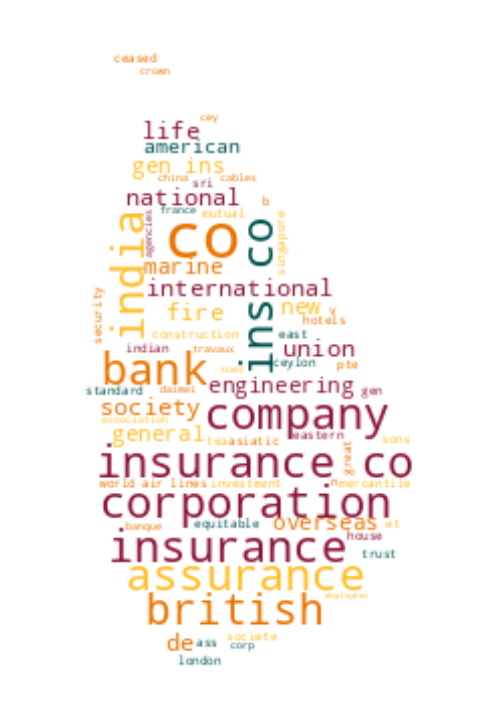 ceased
crown
cey
life
american
gen ins
china cables
sri
national b
france mutual
agencies
india
co
ins co
singapore
marine
international
security
fire new v
hotels
construction east
indian travaux union
bank ceylon pte
suez
standard daimei engineering gen
society company
association
general tea asiatic eastern sons
insurance co
great
world air lines investment n mercantile
corporation
banque equitable overseas et
insurance house
trust
assurance
employees
british
de ass societe
corp
london